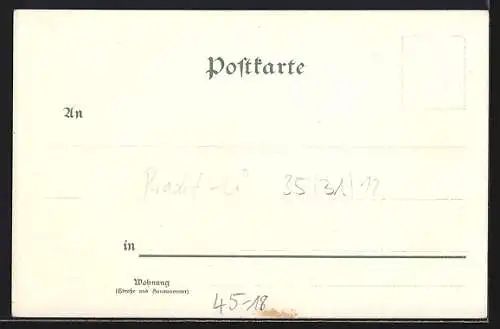 Postkarte
An
35 (31) 12
in
Wohnung
(Straße und Hausnummer)
45-18